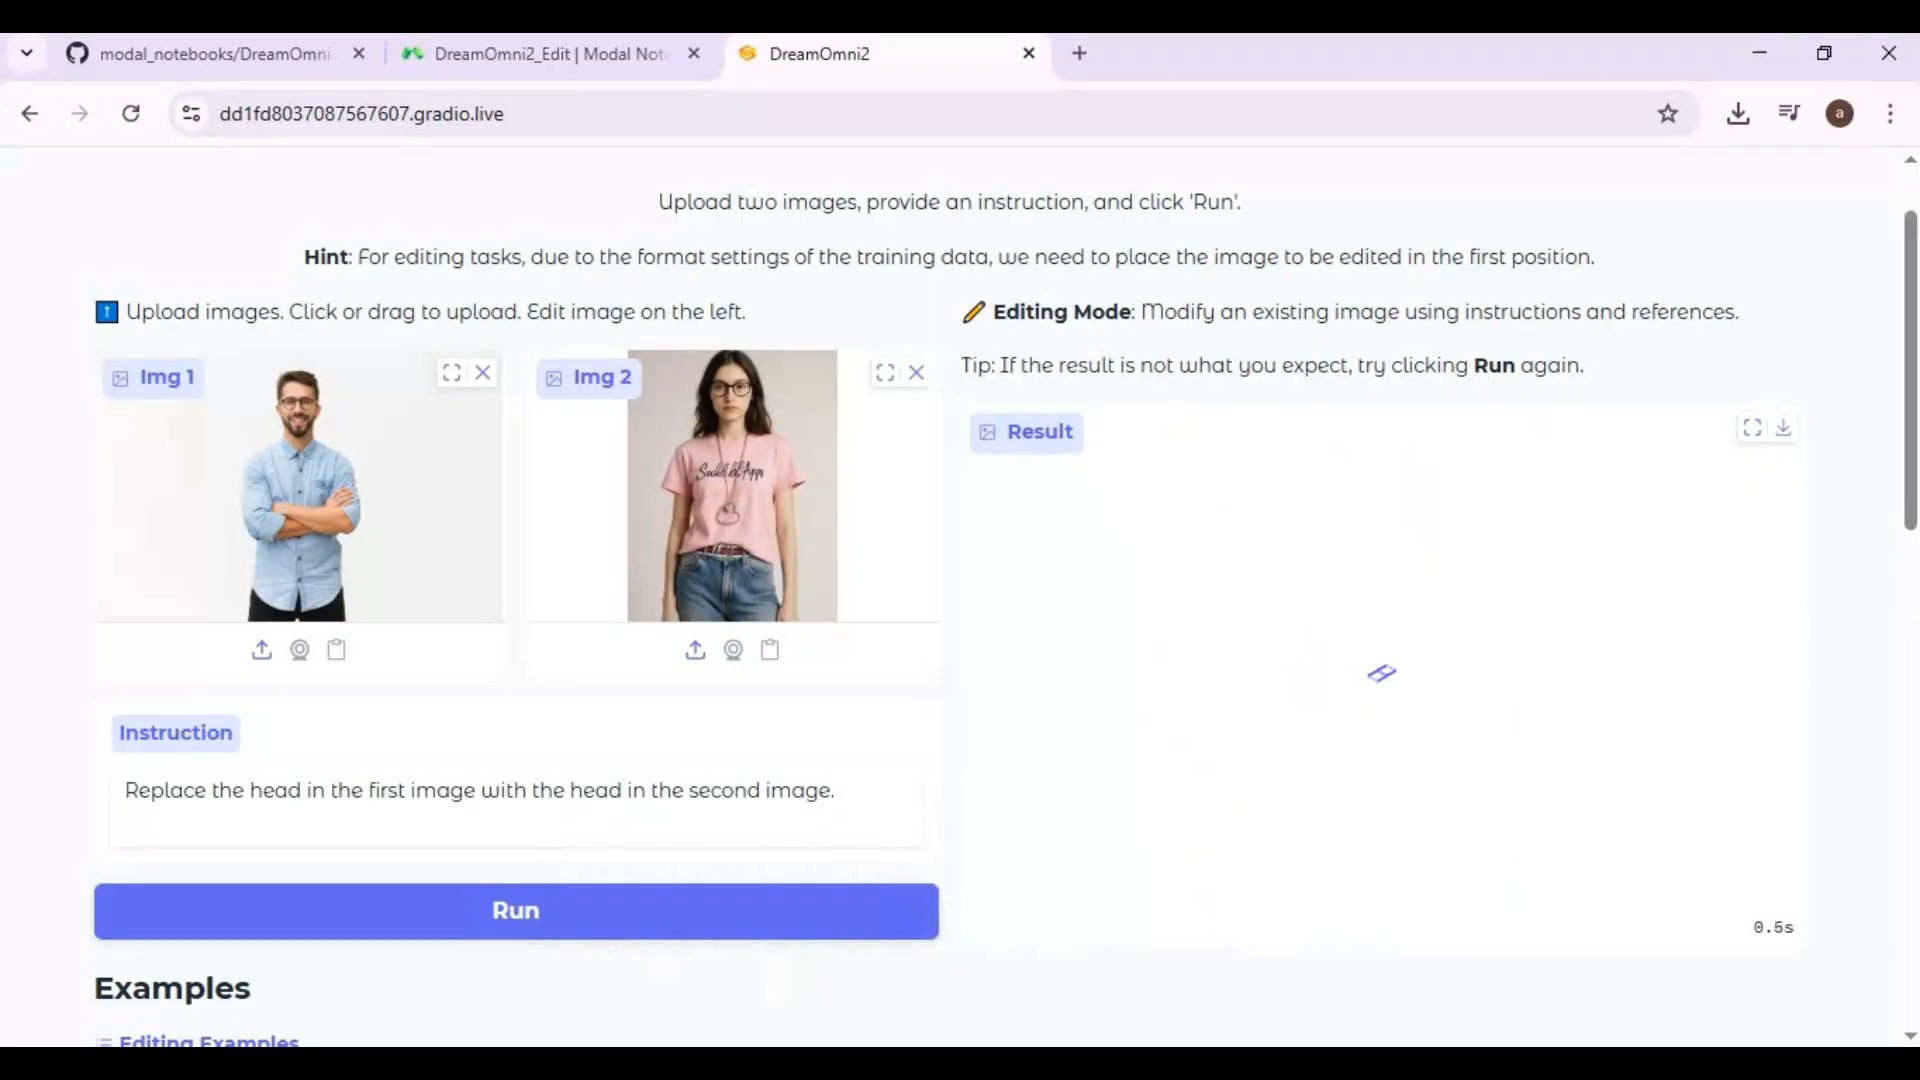 modal_notebooks/DreamOmni
DreamOmni2_Edit | Modal Not
DreamOmni2
dd1fd8037087567607.gradio.live
a
Upload two images, provide an instruction, and click 'Run'.
Hint: For editing tasks, due to the format settings of the training data, we need to place the image to be edited in the first position.
Upload images. Click or drag to upload. Edit image on the left.
Editing Mode: Modify an existing image using instructions and references.
Tip: If the result is not what you expect, try clicking Run again.
Img 1
Img 2
Result
Instruction
Replace the head in the first image with the head in the second image.
0.5s
Run
Examples
Editing Examples